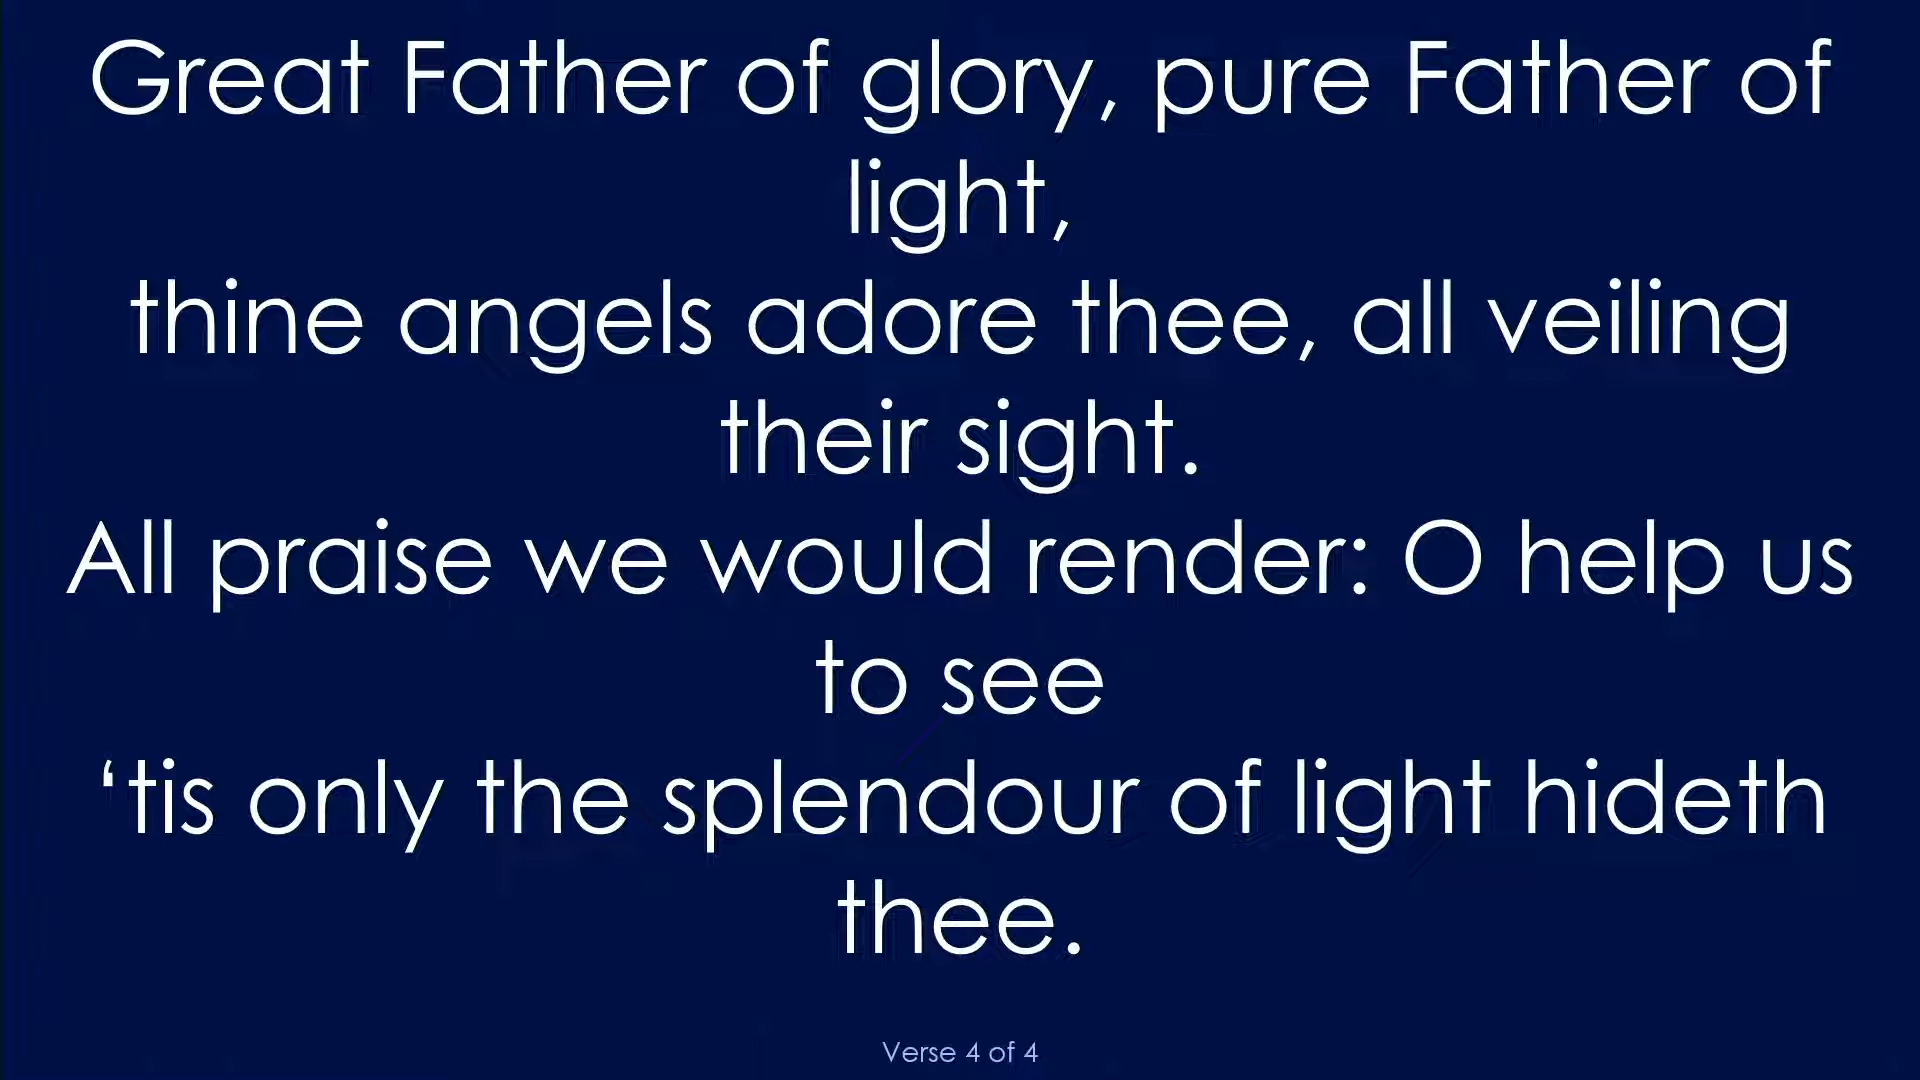 Great Father of glory, pure Father of
light,
thine angels adore thee, all veiling
their sight.
All praise we would render: O help us
to see
‘tis only the splendour of light hideth
thee.
Verse 4 of 4